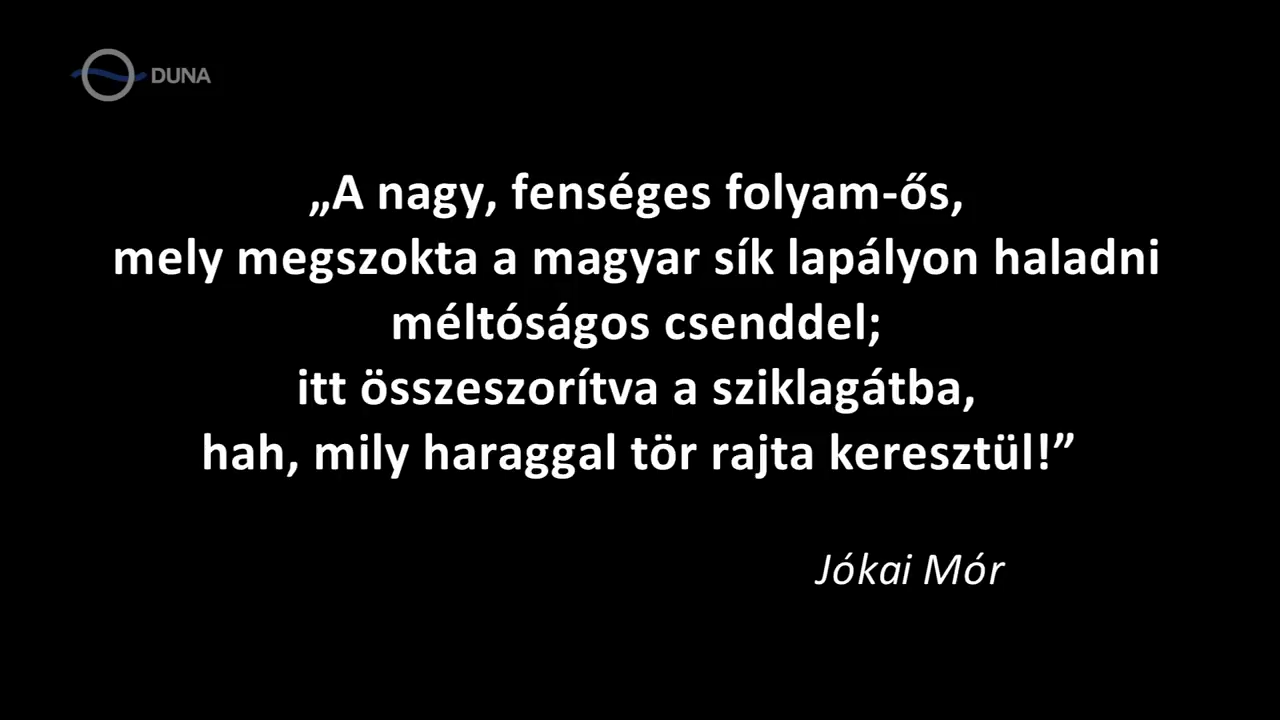 DUNA
„A nagy, fenséges folyam-ős,
mely megszokta a magyar sík lapályon haladni
méltóságos csenddel;
itt összeszorítva a sziklagátba,
hah, mily haraggal tör rajta keresztül!”
Jókai Mór